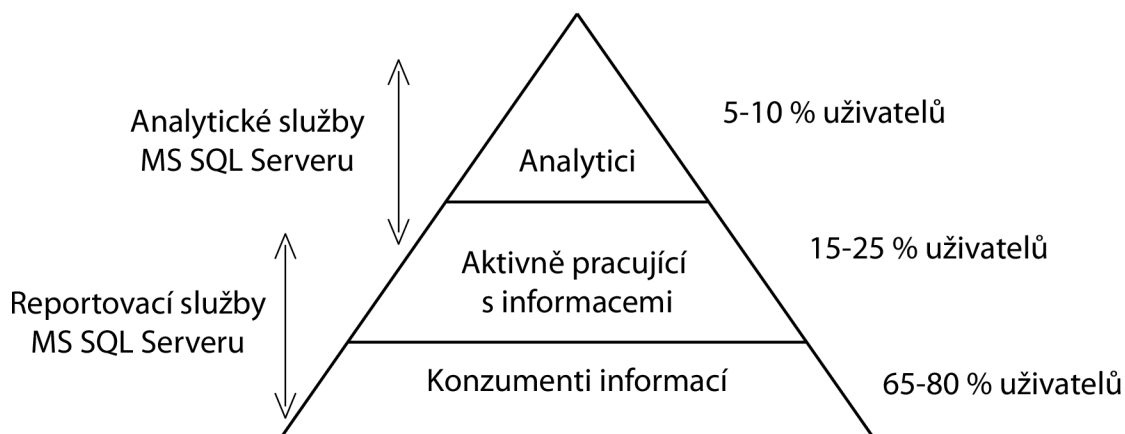 Analytické služby
MS SQL Serveru
5-10 % uživatelů
Analytici
Aktivně pracující
s informacemi
15-25 % uživatelů
Reportovací služby
MS SQL Serveru
Konzumenti informací
65-80 % uživatelů